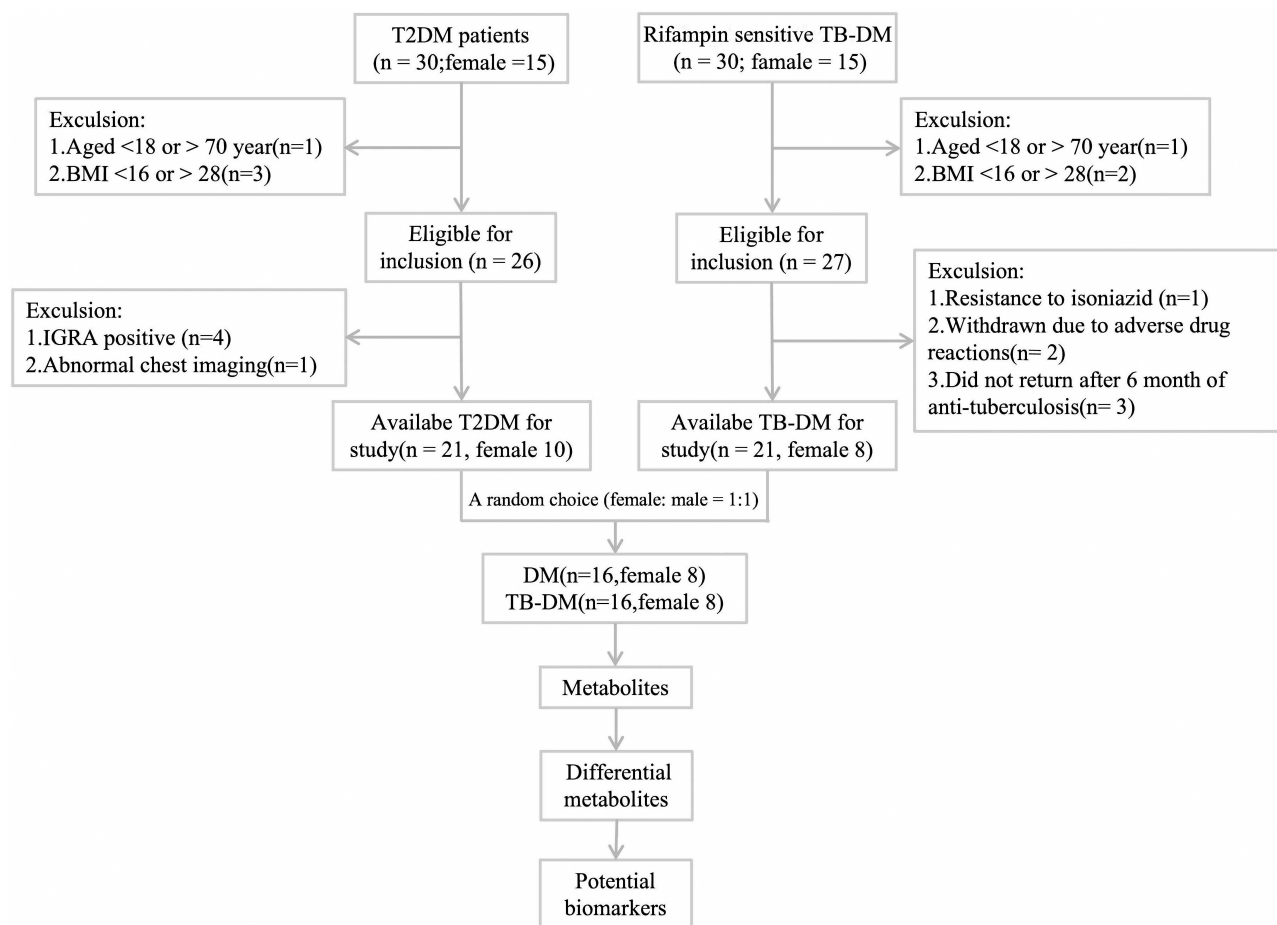 T2DM patients
(n = 30;female =15)
Rifampin sensitive TB-DM
(n = 30; famale = 15)
Exculsion:
1.Aged <18 or > 70 year(n=1)
2.BMI <16 or > 28(n=3)
Exculsion:
1.Aged <18 or > 70 year(n=1)
2.BMI <16 or > 28(n=2)
Eligible for
inclusion (n = 26)
Eligible for
inclusion (n = 27)
Exculsion:
1.IGRA positive (n=4)
2.Abnormal chest imaging(n=1)
Exculsion:
1.Resistance to isoniazid (n=1)
2.Withdrawn due to adverse drug
reactions(n= 2)
3.Did not return after 6 month of
anti-tuberculosis(n= 3)
Availabe T2DM for
study(n = 21, female 10)
Availabe TB-DM for
study(n = 21, female 8)
A random choice (female: male = 1:1)
DM(n=16,female 8)
TB-DM(n=16,female 8)
Metabolites
Differential
metabolites
Potential
biomarkers